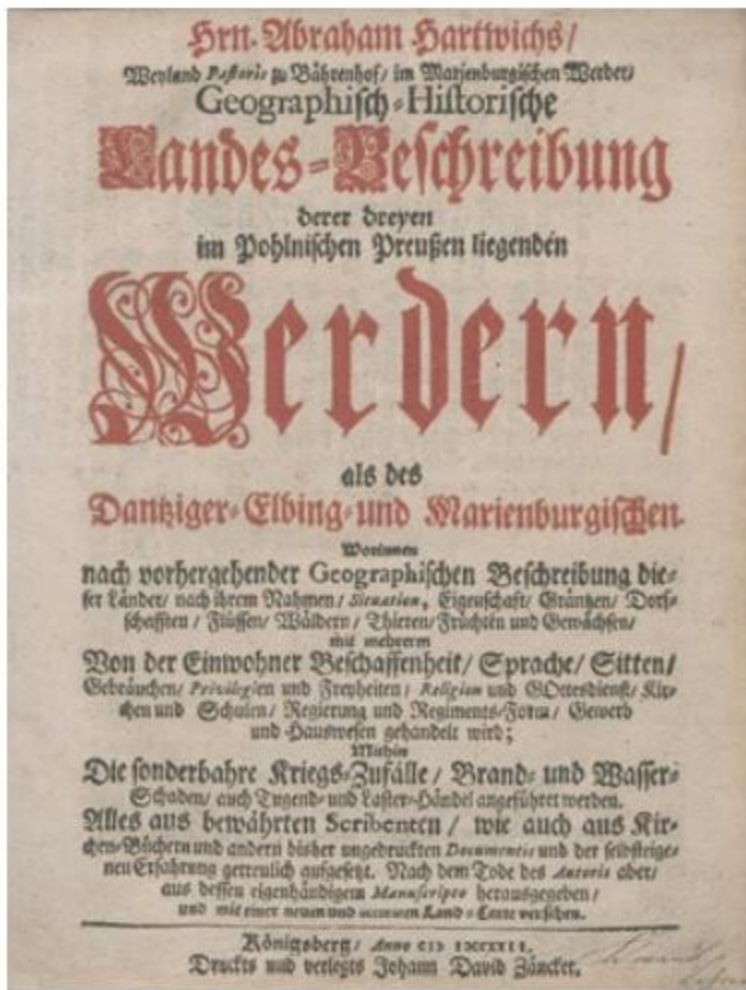 Hrn. Abraham Hartwichs/
Weyland Pastoris zu Bährenhof/ im Marjenburgischen Werder/
Geographisch-Historische
Landes-Beschreibung
derer dreyen
im Pohlnischen Preußen liegenden
Werdern/
als des
Dantziger-Elbing-und Marienburgischen.
Worinnen
nach vorhergehender Geographischen Beschreibung die-
ser Länder/ nach ihrem Nahmen/ Situation, Eigenschaft/ Gräntzen/ Dorf-
schafften / Flüssen/ Wäldern/ Thieren/ Früchten und Gewächsen/
mit mehrerm
Von der Einwohner Beschaffenheit/ Sprache/ Sitten/
Gebräuchen/ Privilegien und Freyheiten/ Religion und GOttesdienst/ Kir-
chen und Schulen/ Regierung und Regiments-Form/ Gewerb
und Hauswesen gehandelt wird;
Mithin
Die sonderbahre Kriegs-Zufälle/ Brand- und Wasser-
Schaden/ auch Tugend- und Laster-Händel angeführet werden.
Alles aus bewährten Scribenten / wie auch aus Kir-
chen-Büchern und andern bisher ungedruckten Documentis und der selbsteige-
nen Erfahrung getreulich aufgesetzt. Nach dem Tode des Autoris aber/
aus dessen eigenhändigem Manuscripto herausgegeben/
und mit einer neuen und accuraten Land-Carte versehen.
Königsberg/ Anno CIↃ IↃCCXXII.
Druckts und verlegts Johann David Zäncker.